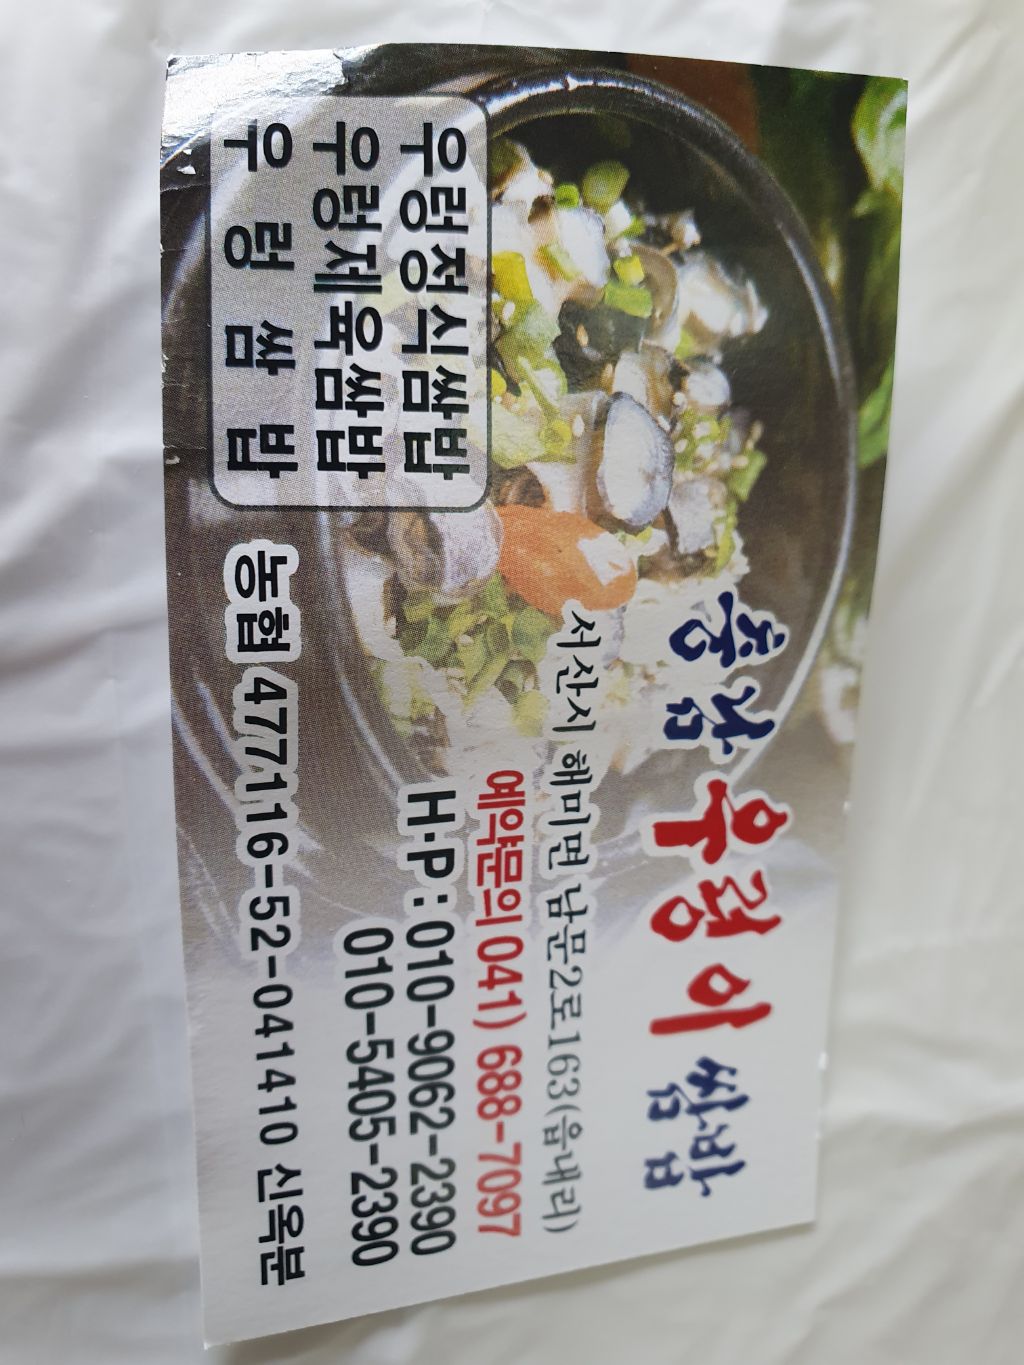 충남 우렁이 쌈밥
서산시 해미면 남문2로163(읍내리)
예약문의 041) 688-7097
H·P : 010-9062-2390
010-5405-2390
우렁정식쌈밥
우렁제육쌈밥
우렁쌈밥
농협 477116-52-041410 신옥분